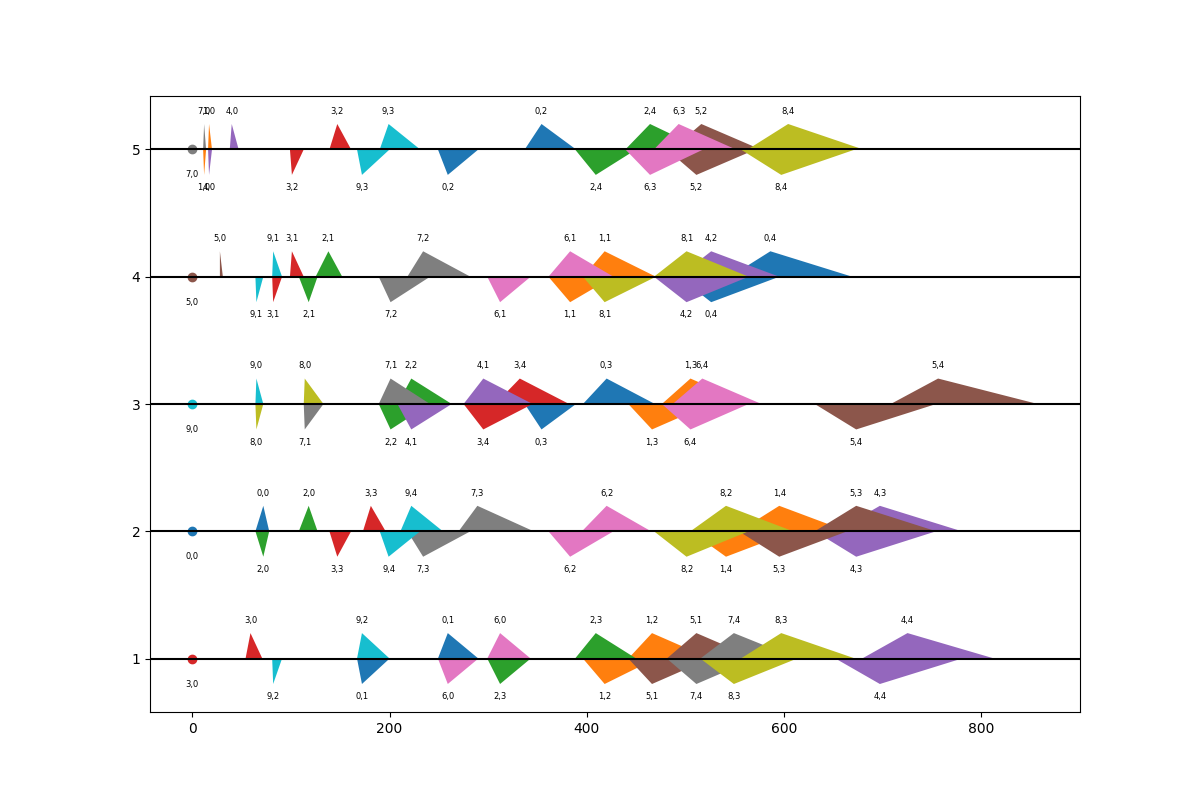 7,0 1,0 4,0 3,2 9,3 0,2 2,4 6,3 5,2 8,4
5
7,0 1,0 4,0 3,2 9,3 0,2 2,4 6,3 5,2 8,4
5,0 9,1 3,1 2,1 7,2 6,1 1,1 8,1 4,2 0,4
4
5,0 9,1 3,1 2,1 7,2 6,1 1,1 8,1 4,2 0,4
9,0 8,0 7,1 2,2 4,1 3,4 0,3 1,3 6,4 5,4
3
9,0 8,0 7,1 2,2 4,1 3,4 0,3 1,3 6,4 5,4
0,0 2,0 3,3 9,4 7,3 6,2 8,2 1,4 5,3 4,3
2
0,0 2,0 3,3 9,4 7,3 6,2 8,2 1,4 5,3 4,3
3,0 9,2 0,1 6,0 2,3 1,2 5,1 7,4 8,3 4,4
1
3,0 9,2 0,1 6,0 2,3 1,2 5,1 7,4 8,3 4,4
0 200 400 600 800